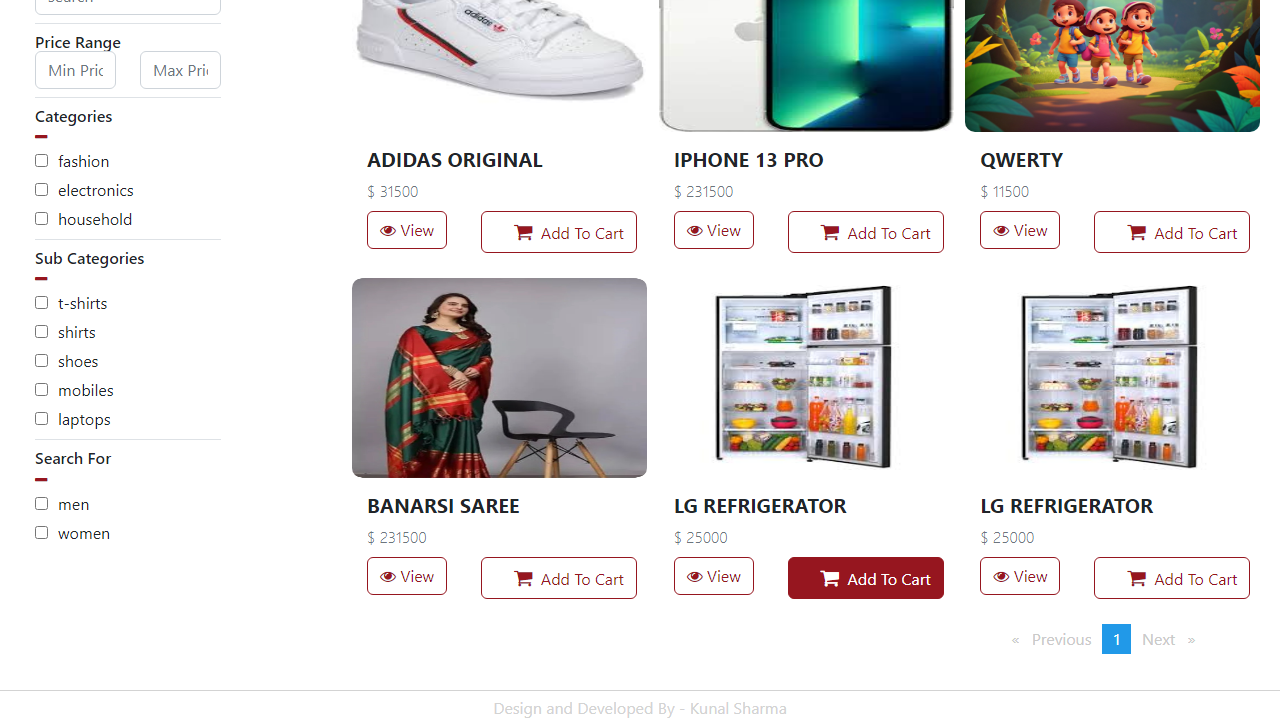 search
Price Range
Min Pric
Max Pric
Categories
fashion
electronics
household
Sub Categories
t-shirts
shirts
shoes
mobiles
laptops
Search For
men
women
adidas
ADIDAS ORIGINAL
$ 31500
View
Add To Cart
IPHONE 13 PRO
$ 231500
View
Add To Cart
QWERTY
$ 11500
View
Add To Cart
BANARSI SAREE
$ 231500
View
Add To Cart
LG REFRIGERATOR
$ 25000
View
Add To Cart
LG REFRIGERATOR
$ 25000
View
Add To Cart
« Previous 1 Next »
Design and Developed By - Kunal Sharma